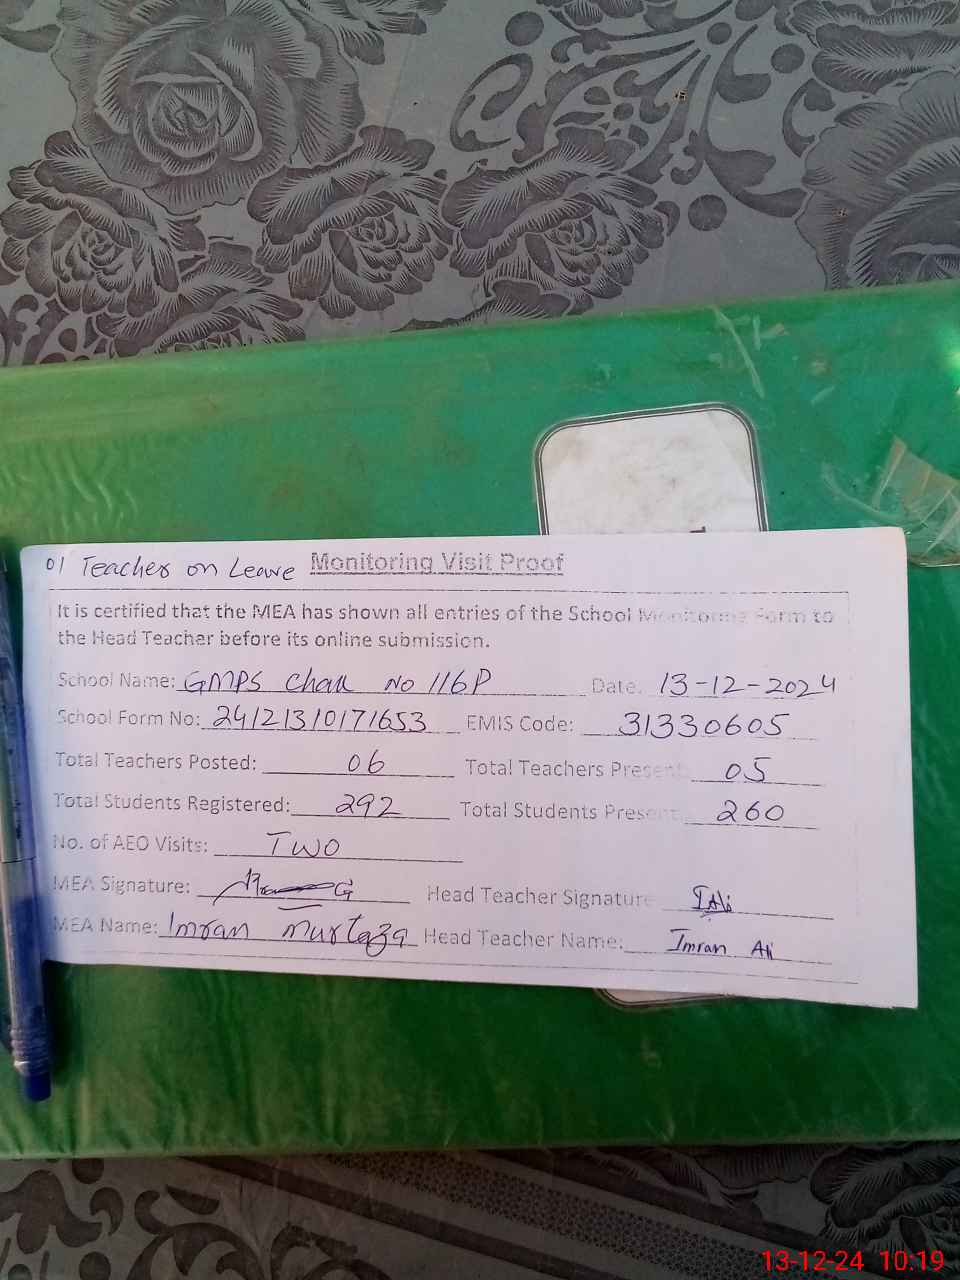 01 Teacher on Leave Monitoring Visit Proof
It is certified that the MEA has shown all entries of the School Monitoring Form to
the Head Teacher before its online submission.
School Name: GMPS Chak No 116P Date: 13-12-2024
School Form No: 24121310171653 EMIS Code: 31330605
Total Teachers Posted: 06 Total Teachers Present: 05
Total Students Registered: 292 Total Students Present: 260
No. of AEO Visits: TWO
MEA Signature: Head Teacher Signature IAli
MEA Name: Imran Murtaza Head Teacher Name: Imran Ali
13-12-24 10:19